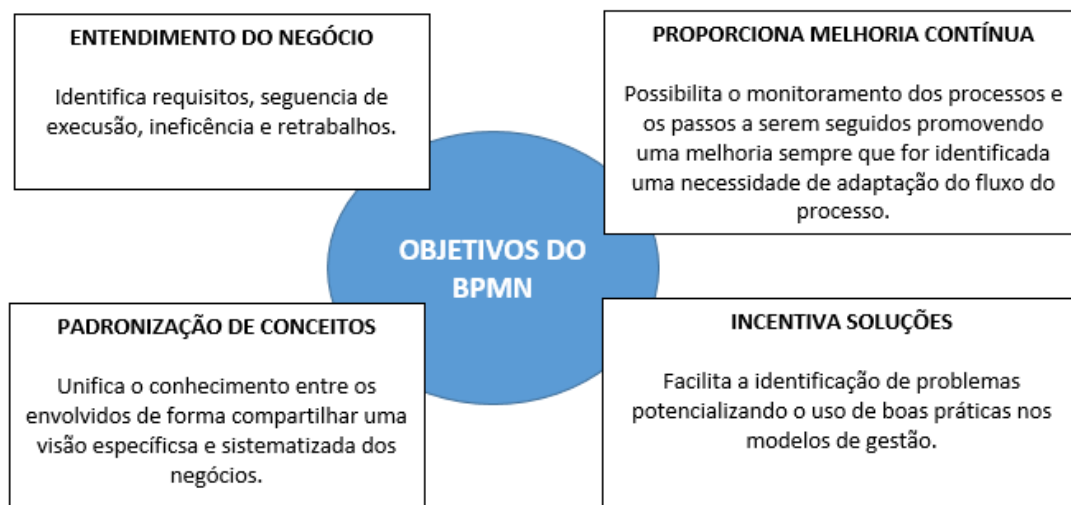 ENTENDIMENTO DO NEGÓCIO
Identifica requisitos, seguencia de
execusão, ineficência e retrabalhos.
PROPORCIONA MELHORIA CONTÍNUA
Possibilita o monitoramento dos processos e
os passos a serem seguidos promovendo
uma melhoria sempre que for identificada
uma necessidade de adaptação do fluxo do
processo.
OBJETIVOS DO
BPMN
PADRONIZAÇÃO DE CONCEITOS
Unifica o conhecimento entre os
envolvidos de forma compartilhar uma
visão específicsa e sistematizada dos
negócios.
INCENTIVA SOLUÇÕES
Facilita a identificação de problemas
potencializando o uso de boas práticas nos
modelos de gestão.